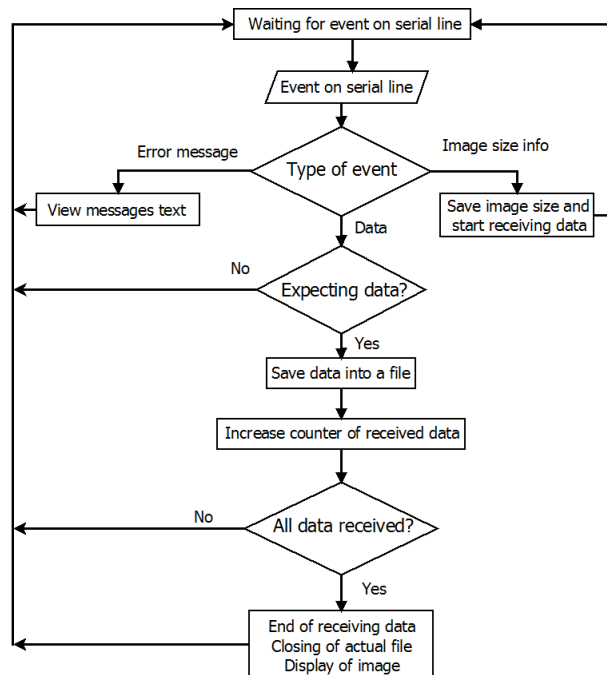 Waiting for event on serial line
Event on serial line
Error message
Type of event
Image size info
View messages text
Save image size and
start receiving data
Data
No
Expecting data?
Yes
Save data into a file
Increase counter of received data
No
All data received?
Yes
End of receiving data
Closing of actual file
Display of image